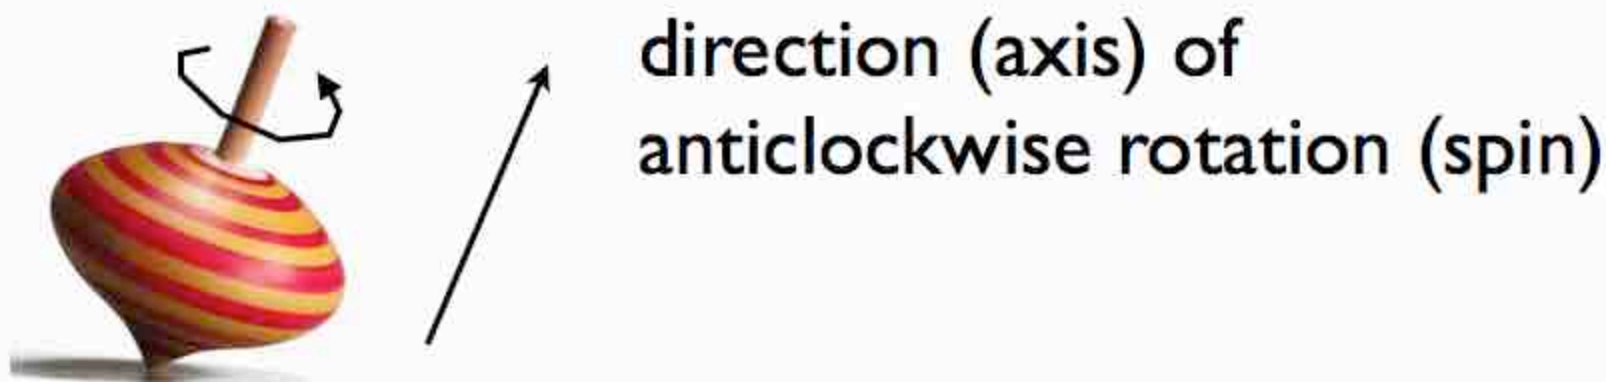 direction (axis) of
anticlockwise rotation (spin)